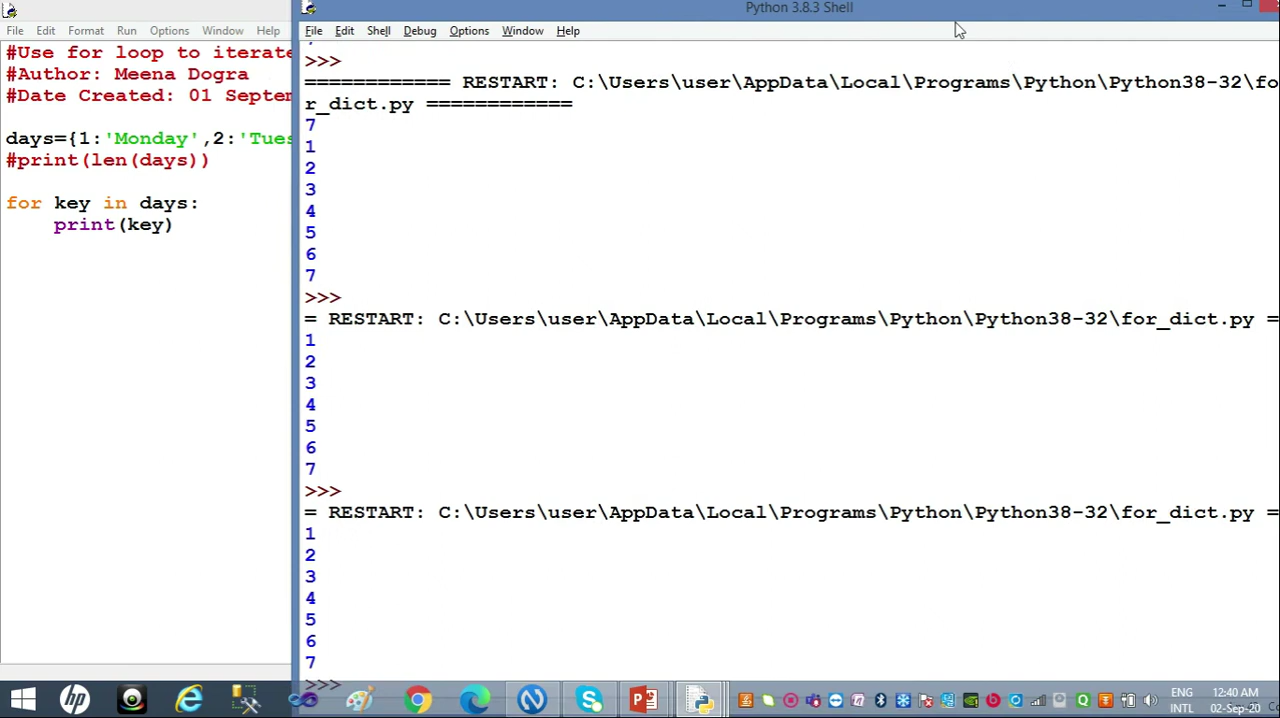 Python 3.8.3 Shell
File Edit Format Run Options Window Help
File Edit Shell Debug Options Window Help
#Use for loop to iterate
#Author: Meena Dogra
#Date Created: 01 Septem
days={1:'Monday',2:'Tues
#print(len(days))
for key in days:
    print(key)
>>>
============ RESTART: C:\Users\user\AppData\Local\Programs\Python\Python38-32\fo
r_dict.py ============
7
1
2
3
4
5
6
7
>>>
= RESTART: C:\Users\user\AppData\Local\Programs\Python\Python38-32\for_dict.py =
1
2
3
4
5
6
7
>>>
= RESTART: C:\Users\user\AppData\Local\Programs\Python\Python38-32\for_dict.py =
1
2
3
4
5
6
7
>>>
ENG 12:40 AM
INTL 02-Sep-20